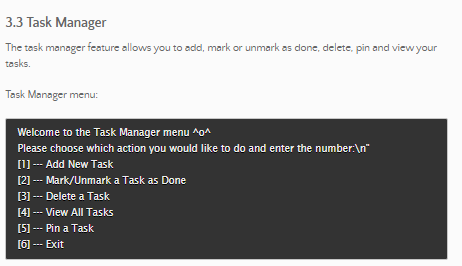 3.3 Task Manager
The task manager feature allows you to add, mark or unmark as done, delete, pin and view your
tasks.
Task Manager menu:
Welcome to the Task Manager menu ^o^
Please choose which action you would like to do and enter the number:\n"
[1] --- Add New Task
[2] --- Mark/Unmark a Task as Done
[3] --- Delete a Task
[4] --- View All Tasks
[5] --- Pin a Task
[6] --- Exit